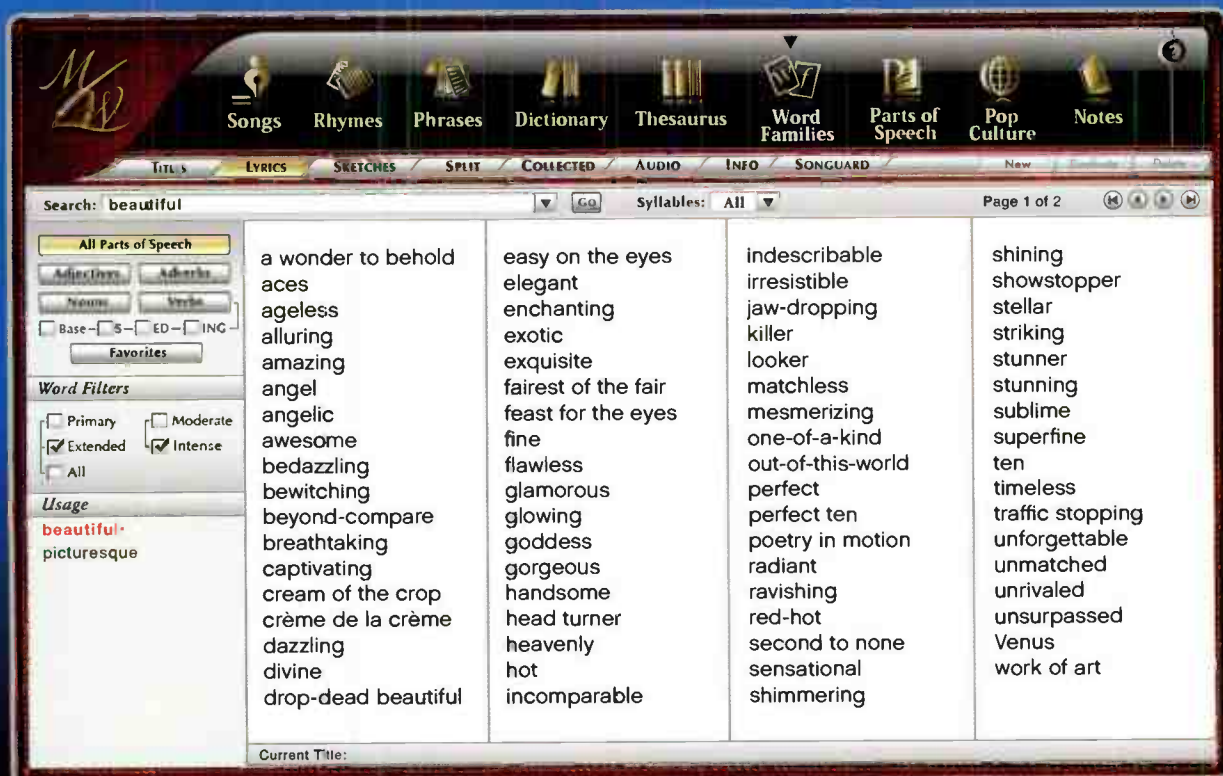 MW
Songs Rhymes Phrases Dictionary Thesaurus Word Families Parts of Speech Pop Culture Notes
TITLES LYRICS SKETCHES SPLIT COLLECTED AUDIO INFO SONGUARD New Duplicate Delete
Search: beautiful Go Syllables: All Page 1 of 2
All Parts of Speech
Adjectives Adverbs
Nouns Verbs
Base S ED ING
Favorites
Word Filters
Primary Moderate
Extended Intense
All
Usage
beautiful
picturesque
a wonder to behold
aces
ageless
alluring
amazing
angel
angelic
awesome
bedazzling
bewitching
beyond-compare
breathtaking
captivating
cream of the crop
crème de la crème
dazzling
divine
drop-dead beautiful
easy on the eyes
elegant
enchanting
exotic
exquisite
fairest of the fair
feast for the eyes
fine
flawless
glamorous
glowing
goddess
gorgeous
handsome
head turner
heavenly
hot
incomparable
indescribable
irresistible
jaw-dropping
killer
looker
matchless
mesmerizing
one-of-a-kind
out-of-this-world
perfect
perfect ten
poetry in motion
radiant
ravishing
red-hot
second to none
sensational
shimmering
shining
showstopper
stellar
striking
stunner
stunning
sublime
superfine
ten
timeless
traffic stopping
unforgettable
unmatched
unrivaled
unsurpassed
Venus
work of art
Current Title: